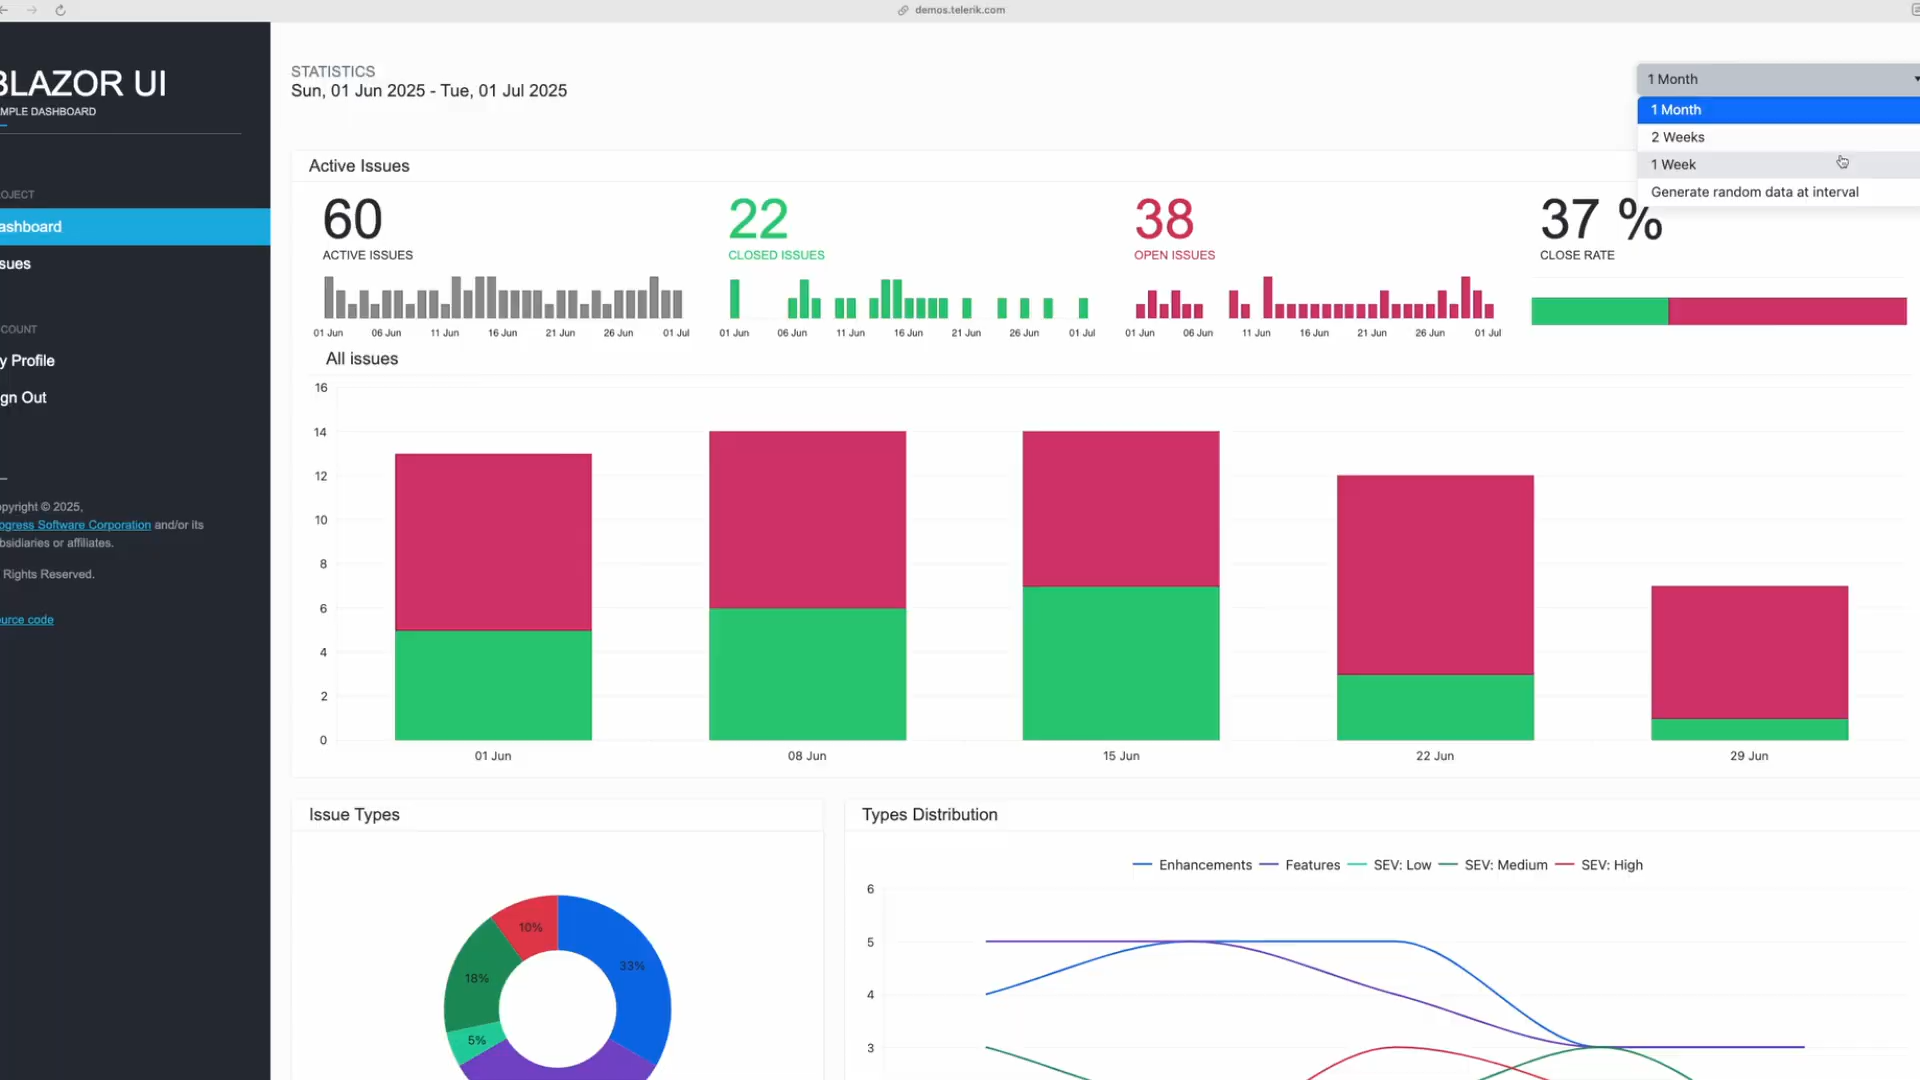 demos.telerik.com
BLAZOR UI
MPLE DASHBOARD
OJECT
ashboard
sues
COUNT
y Profile
gn Out
opyright © 2025,
ogress Software Corporation and/or its
bsidiaries or affiliates.
Rights Reserved.
urce code
STATISTICS
Sun, 01 Jun 2025 - Tue, 01 Jul 2025
1 Month
1 Month
2 Weeks
1 Week
Generate random data at interval
Active Issues
60
ACTIVE ISSUES
01 Jun 06 Jun 11 Jun 16 Jun 21 Jun 26 Jun 01 Jul
22
CLOSED ISSUES
01 Jun 06 Jun 11 Jun 16 Jun 21 Jun 26 Jun 01 Jul
38
OPEN ISSUES
01 Jun 06 Jun 11 Jun 16 Jun 21 Jun 26 Jun 01 Jul
37 %
CLOSE RATE
All issues
16
14
12
10
8
6
4
2
0
01 Jun 08 Jun 15 Jun 22 Jun 29 Jun
Issue Types
10%
33%
18%
5%
Types Distribution
Enhancements Features SEV: Low SEV: Medium SEV: High
6
5
4
3